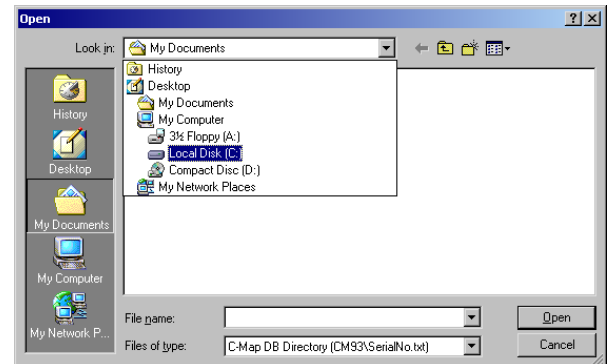 Open
Look in: My Documents
History
Desktop
My Documents
My Computer
3½ Floppy (A:)
Local Disk (C:
Compact Disc (D:)
My Network Places
History
Desktop
My Documents
My Computer
My Network P...
File name:
Open
Files of type: C-Map DB Directory (CM93\SerialNo.txt)
Cancel